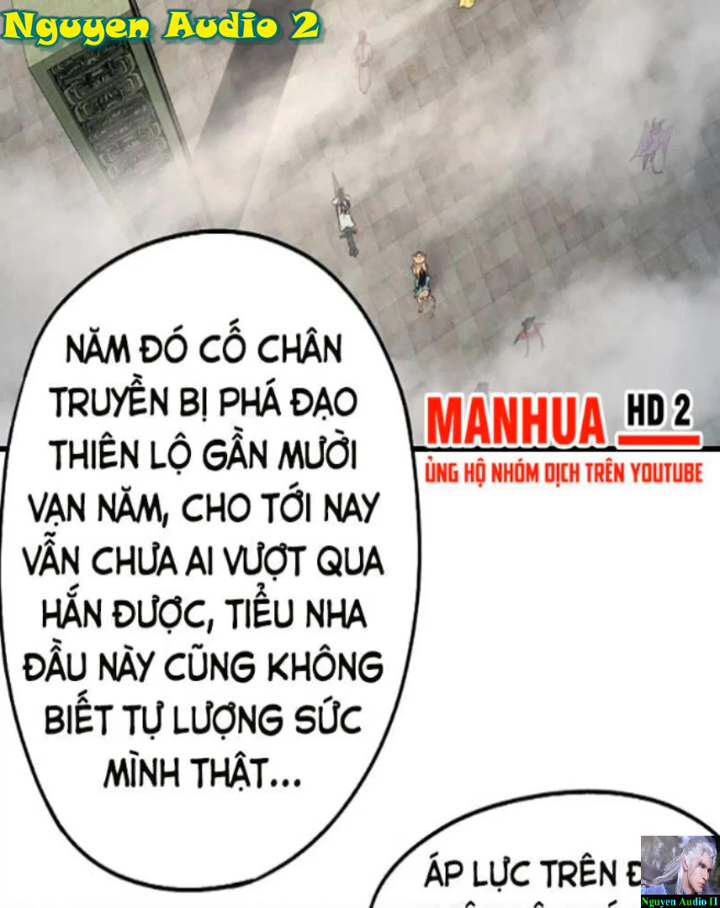 Nguyen Audio 2
NĂM ĐÓ CỐ CHÂN
TRUYỀN BỊ PHÁ ĐẠO
THIÊN LỘ GẦN MƯỜI
VẠN NĂM, CHO TỚI NAY
VẪN CHƯA AI VƯỢT QUA
HẮN ĐƯỢC, TIỂU NHA
ĐẦU NÀY CŨNG KHÔNG
BIẾT TỰ LƯỢNG SỨC
MÌNH THẬT...
MANHUA HD 2
ỦNG HỘ NHÓM DỊCH TRÊN YOUTUBE
ÁP LỰC TRÊN
Nguyen Audio II